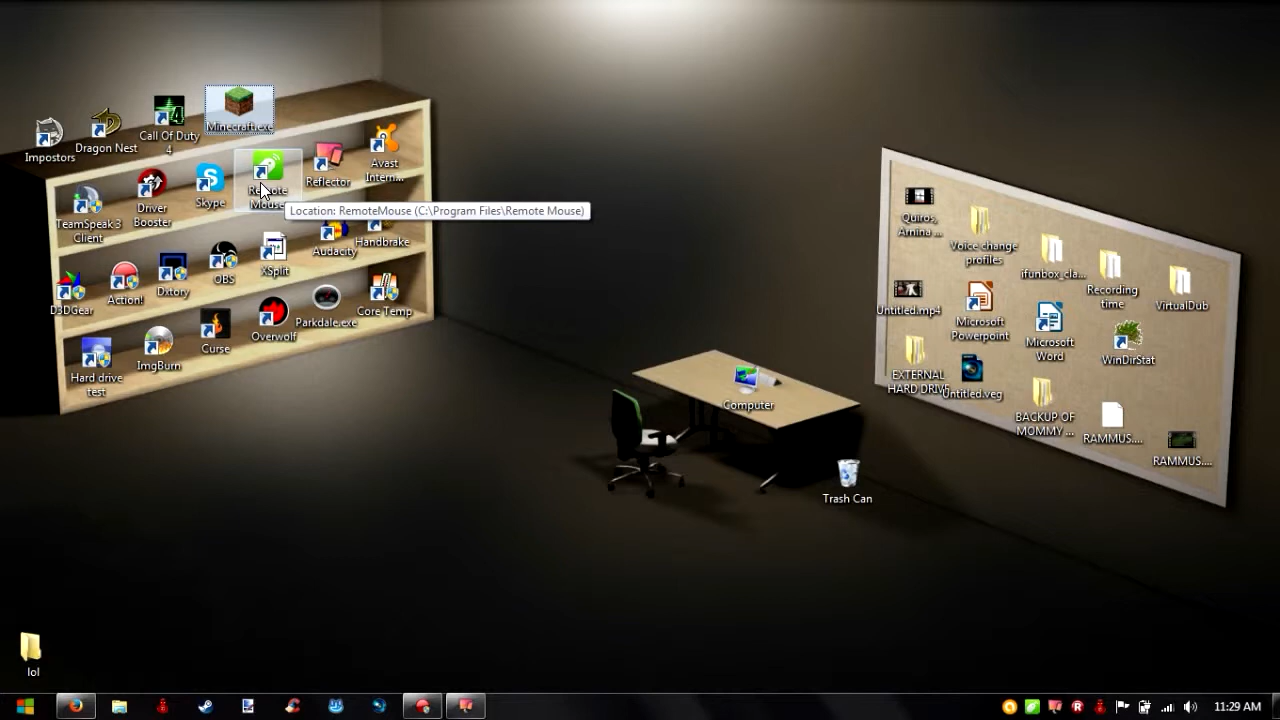 Impostors
Dragon Nest
Call Of Duty
4
Minecraft.exe
TeamSpeak 3
Client
Driver
Booster
Skype
Remote
Mouse
Reflector
Avast
Intern...
Location: RemoteMouse (C:\Program Files\Remote Mouse)
D3DGear
Action!
Dxtory
OBS
XSplit
Audacity
Handbrake
Hard drive
test
ImgBurn
Curse
Overwolf
Parkdale.exe
Core Temp
Computer
Trash Can
Quiros,
Amina ...
Voice change
profiles
ifunbox_cla...
Recording
time
VirtualDub
Untitled.mp4
Microsoft
Powerpoint
Microsoft
Word
WinDirStat
EXTERNAL
HARD DRIVE
Untitled.veg
BACKUP OF
MOMMY ...
RAMMUS....
RAMMUS....
lol
11:29 AM